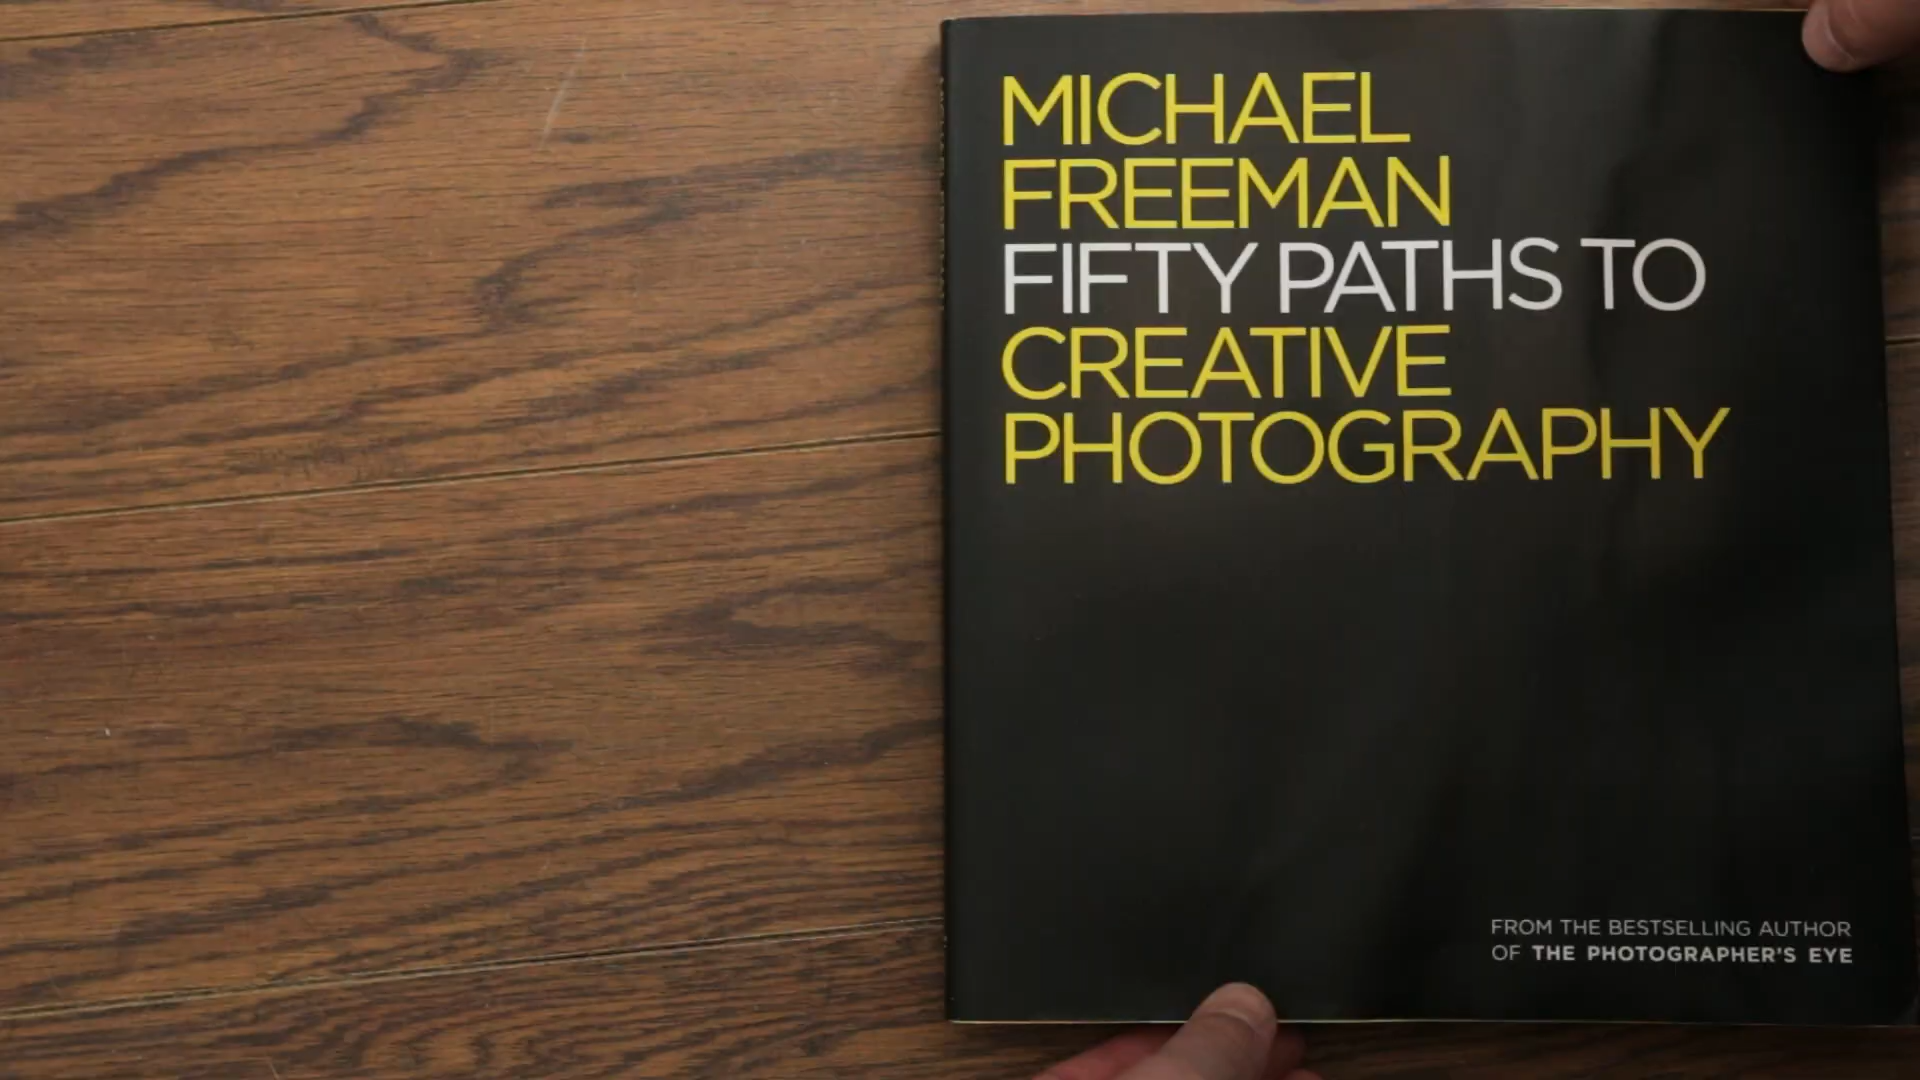 MICHAEL
FREEMAN
FIFTY PATHS TO
CREATIVE
PHOTOGRAPHY
FROM THE BESTSELLING AUTHOR
OF THE PHOTOGRAPHER'S EYE